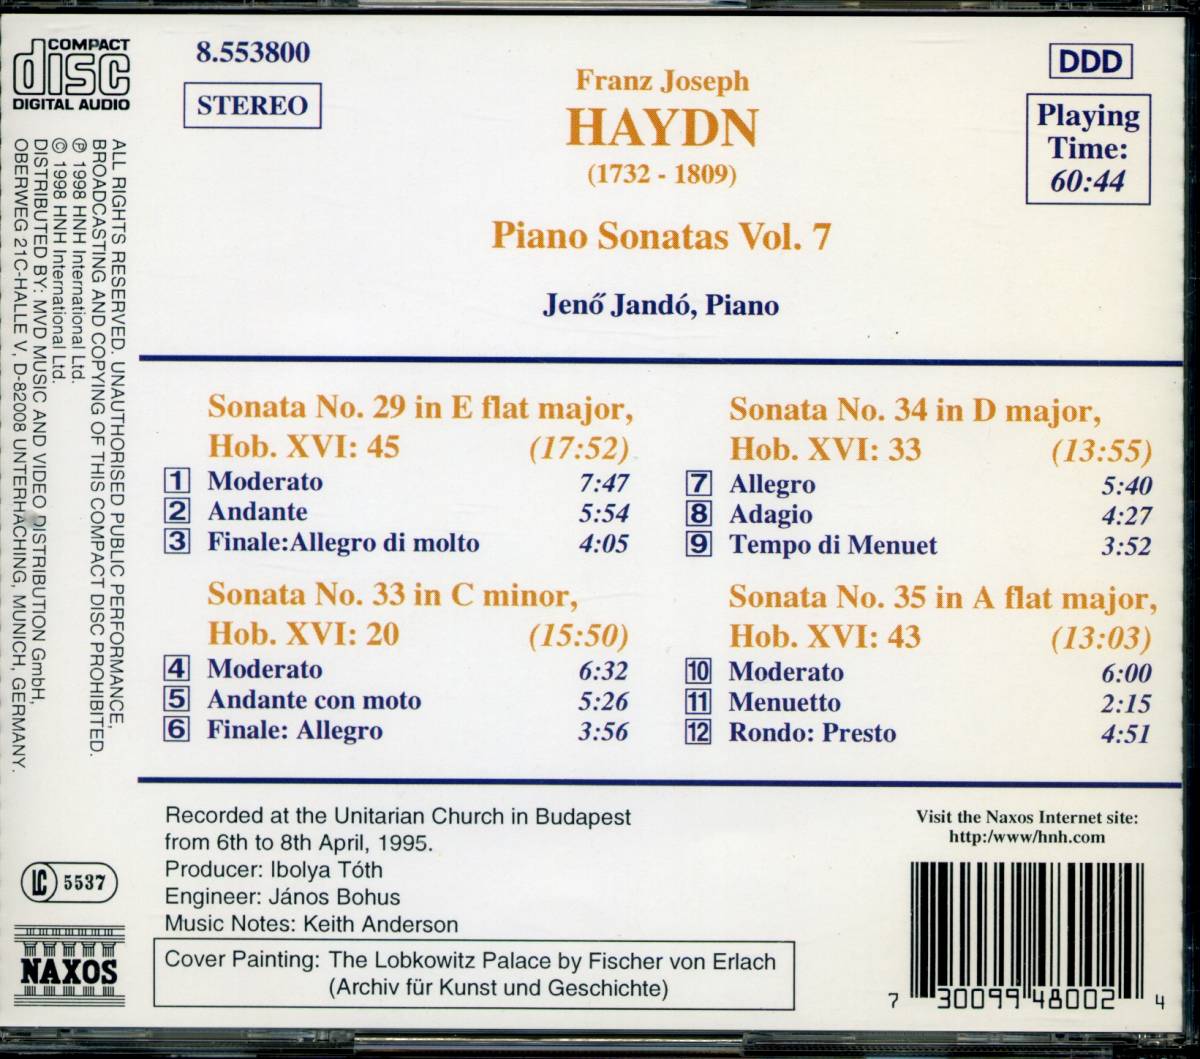 COMPACT
disc
DIGITAL AUDIO
8.553800
STEREO
Franz Joseph
HAYDN
(1732 - 1809)
Piano Sonatas Vol. 7
Jenő Jandó, Piano
DDD
Playing
Time:
60:44
Sonata No. 29 in E flat major,
Hob. XVI: 45 (17:52)
1 Moderato 7:47
2 Andante 5:54
3 Finale:Allegro di molto 4:05
Sonata No. 33 in C minor,
Hob. XVI: 20 (15:50)
4 Moderato 6:32
5 Andante con moto 5:26
6 Finale: Allegro 3:56
Sonata No. 34 in D major,
Hob. XVI: 33 (13:55)
7 Allegro 5:40
8 Adagio 4:27
9 Tempo di Menuet 3:52
Sonata No. 35 in A flat major,
Hob. XVI: 43 (13:03)
10 Moderato 6:00
11 Menuetto 2:15
12 Rondo: Presto 4:51
Recorded at the Unitarian Church in Budapest
from 6th to 8th April, 1995.
Producer: Ibolya Tóth
Engineer: János Bohus
Music Notes: Keith Anderson
Cover Painting: The Lobkowitz Palace by Fischer von Erlach
(Archiv für Kunst und Geschichte)
Visit the Naxos Internet site:
http:/www/hnh.com
7 30099 48002 4
ALL RIGHTS RESERVED. UNAUTHORISED PUBLIC PERFORMANCE,
BROADCASTING AND COPYING OF THIS COMPACT DISC PROHIBITED.
℗ 1998 HNH International Ltd.
© 1998 HNH International Ltd.
DISTRIBUTED BY: MVD MUSIC AND VIDEO DISTRIBUTION GmbH,
OBERWEG 21C-HALLE V, D-82008 UNTERHACHING, MUNICH, GERMANY.
LC 5537
NAXOS